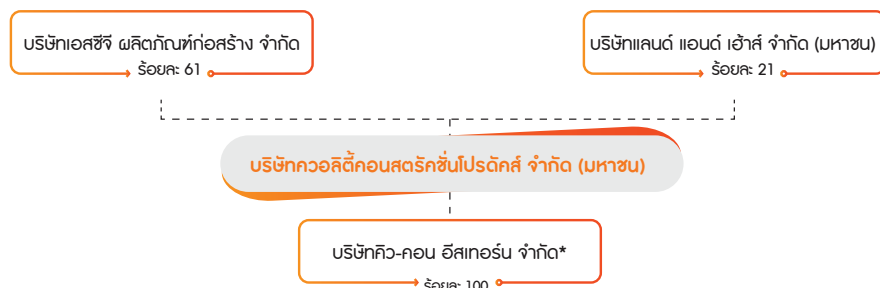 บริษัทเอสซีจี ผลิตภัณฑ์ก่อสร้าง จำกัด
ร้อยละ 61
บริษัทแลนด์ แอนด์ เฮ้าส์ จำกัด (มหาชน)
ร้อยละ 21
บริษัทควอลิตี้คอนสตรัคชั่นโปรดัคส์ จำกัด (มหาชน)
บริษัทคิว-คอน อีสเทอร์น จำกัด*
ร้อยละ 100